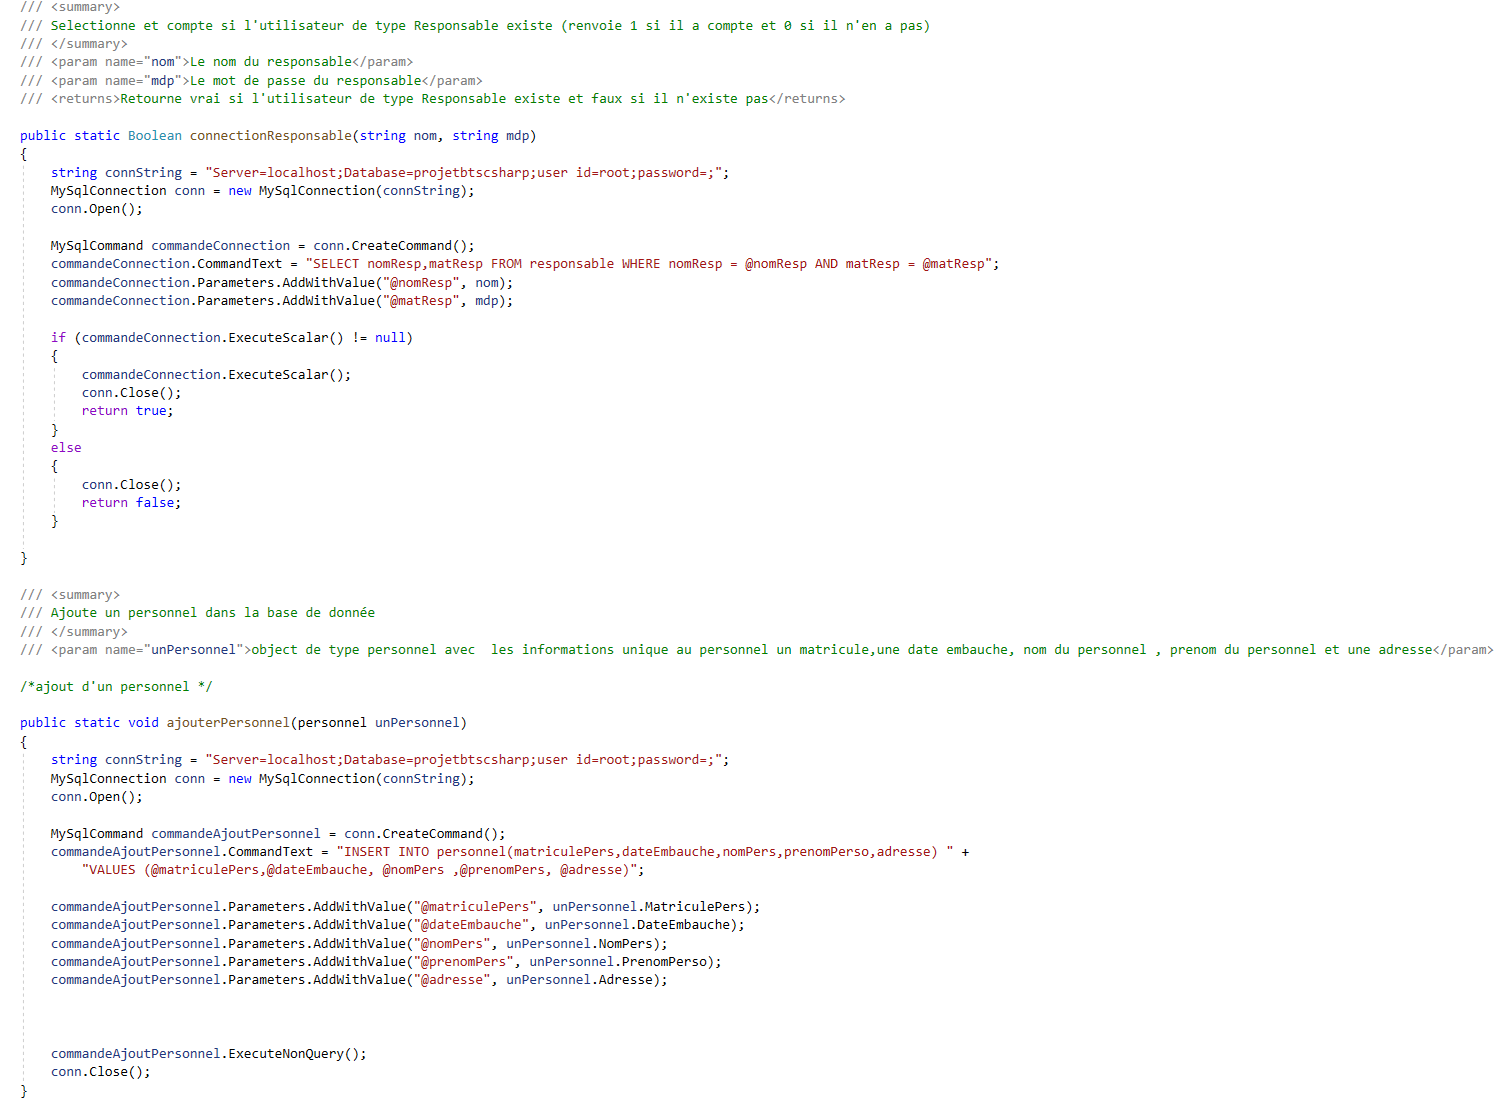 /// <summary>
/// Selectionne et compte si l'utilisateur de type Responsable existe (renvoie 1 si il a compte et 0 si il n'en a pas)
/// </summary>
/// <param name="nom">Le nom du responsable</param>
/// <param name="mdp">Le mot de passe du responsable</param>
/// <returns>Retourne vrai si l'utilisateur de type Responsable existe et faux si il n'existe pas</returns>

public static Boolean connectionResponsable(string nom, string mdp)
{
    string connString = "Server=localhost;Database=projetbtscsharp;user id=root;password=;";
    MySqlConnection conn = new MySqlConnection(connString);
    conn.Open();

    MySqlCommand commandeConnection = conn.CreateCommand();
    commandeConnection.CommandText = "SELECT nomResp,matResp FROM responsable WHERE nomResp = @nomResp AND matResp = @matResp";
    commandeConnection.Parameters.AddWithValue("@nomResp", nom);
    commandeConnection.Parameters.AddWithValue("@matResp", mdp);

    if (commandeConnection.ExecuteScalar() != null)
    {
        commandeConnection.ExecuteScalar();
        conn.Close();
        return true;
    }
    else
    {
        conn.Close();
        return false;
    }

}

/// <summary>
/// Ajoute un personnel dans la base de donnée
/// </summary>
/// <param name="unPersonnel">object de type personnel avec  les informations unique au personnel un matricule,une date embauche, nom du personnel , prenom du personnel et une adresse</param>

/*ajout d'un personnel */

public static void ajouterPersonnel(personnel unPersonnel)
{
    string connString = "Server=localhost;Database=projetbtscsharp;user id=root;password=;";
    MySqlConnection conn = new MySqlConnection(connString);
    conn.Open();

    MySqlCommand commandeAjoutPersonnel = conn.CreateCommand();
    commandeAjoutPersonnel.CommandText = "INSERT INTO personnel(matriculePers,dateEmbauche,nomPers,prenomPerso,adresse) " +
        "VALUES (@matriculePers,@dateEmbauche, @nomPers ,@prenomPers, @adresse)";

    commandeAjoutPersonnel.Parameters.AddWithValue("@matriculePers", unPersonnel.MatriculePers);
    commandeAjoutPersonnel.Parameters.AddWithValue("@dateEmbauche", unPersonnel.DateEmbauche);
    commandeAjoutPersonnel.Parameters.AddWithValue("@nomPers", unPersonnel.NomPers);
    commandeAjoutPersonnel.Parameters.AddWithValue("@prenomPers", unPersonnel.PrenomPerso);
    commandeAjoutPersonnel.Parameters.AddWithValue("@adresse", unPersonnel.Adresse);

    commandeAjoutPersonnel.ExecuteNonQuery();
    conn.Close();
}